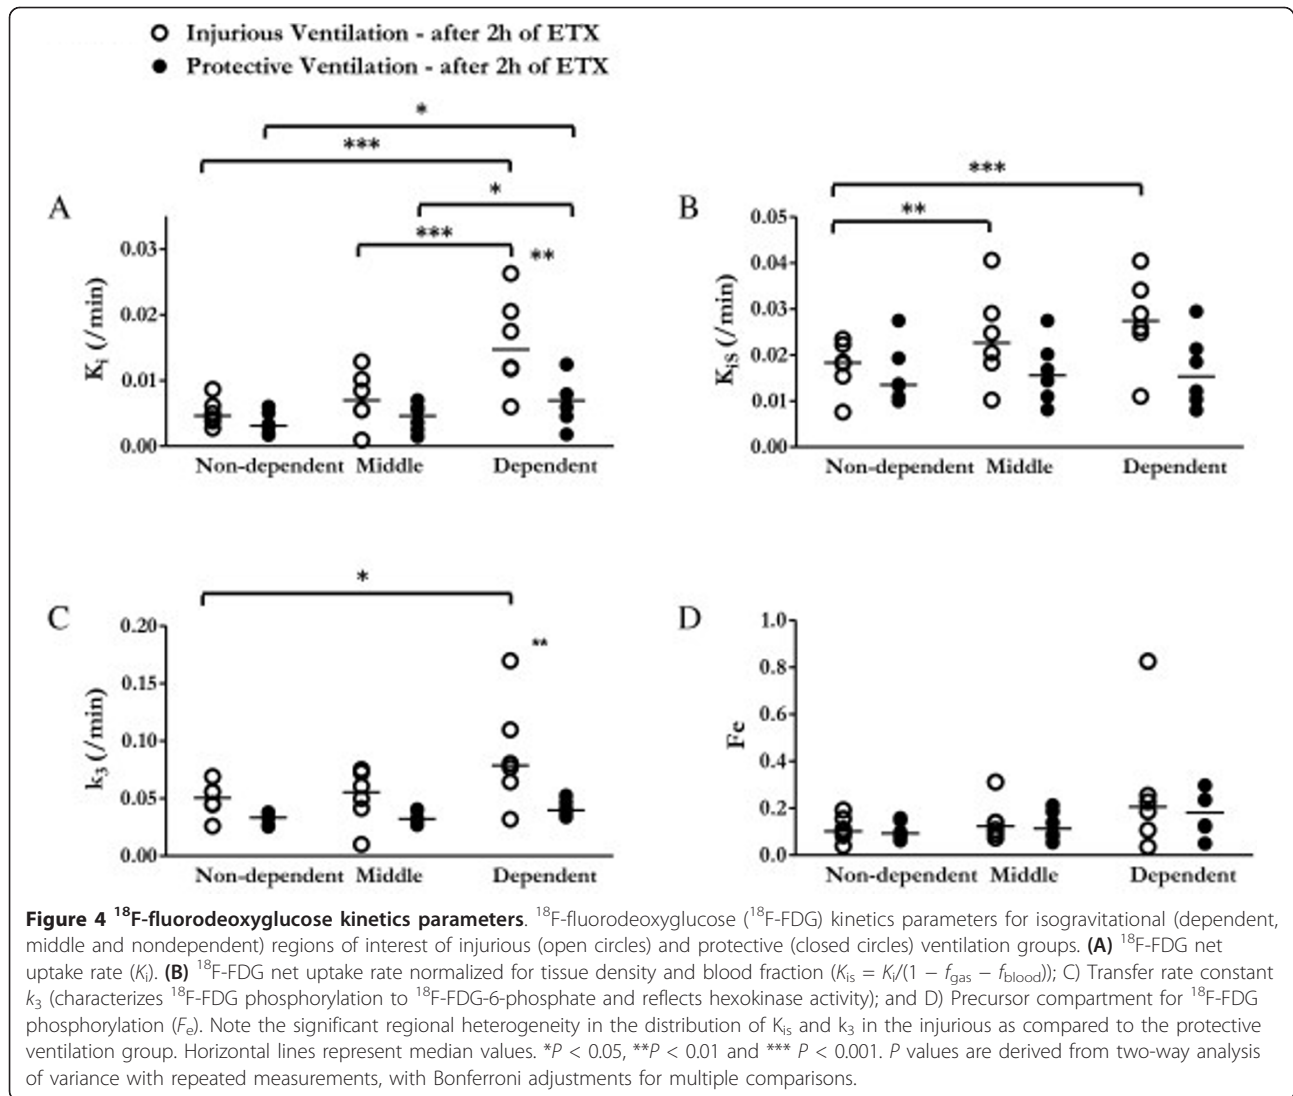 Injurious Ventilation - after 2h of ETX
Protective Ventilation - after 2h of ETX
*
***
*
***
**
A
Kᵢ (/min)
0.03
0.02
0.01
0.00
Non-dependent Middle Dependent
***
**
B
Kᵢₛ (/min)
0.05
0.04
0.03
0.02
0.01
0.00
Non-dependent Middle Dependent
*
**
C
k₃ (/min)
0.20
0.15
0.10
0.05
0.00
Non-dependent Middle Dependent
D
Fe
1.0
0.8
0.6
0.4
0.2
0.0
Non-dependent Middle Dependent
Figure 4 ¹⁸F-fluorodeoxyglucose kinetics parameters. ¹⁸F-fluorodeoxyglucose (¹⁸F-FDG) kinetics parameters for isogravitational (dependent,
middle and nondependent) regions of interest of injurious (open circles) and protective (closed circles) ventilation groups. (A) ¹⁸F-FDG net
uptake rate (Kᵢ). (B) ¹⁸F-FDG net uptake rate normalized for tissue density and blood fraction (Kᵢₛ = Kᵢ/(1 − f_gas − f_blood)); C) Transfer rate constant
k₃ (characterizes ¹⁸F-FDG phosphorylation to ¹⁸F-FDG-6-phosphate and reflects hexokinase activity); and D) Precursor compartment for ¹⁸F-FDG
phosphorylation (Fₑ). Note the significant regional heterogeneity in the distribution of Kᵢₛ and k₃ in the injurious as compared to the protective
ventilation group. Horizontal lines represent median values. *P < 0.05, **P < 0.01 and *** P < 0.001. P values are derived from two-way analysis
of variance with repeated measurements, with Bonferroni adjustments for multiple comparisons.